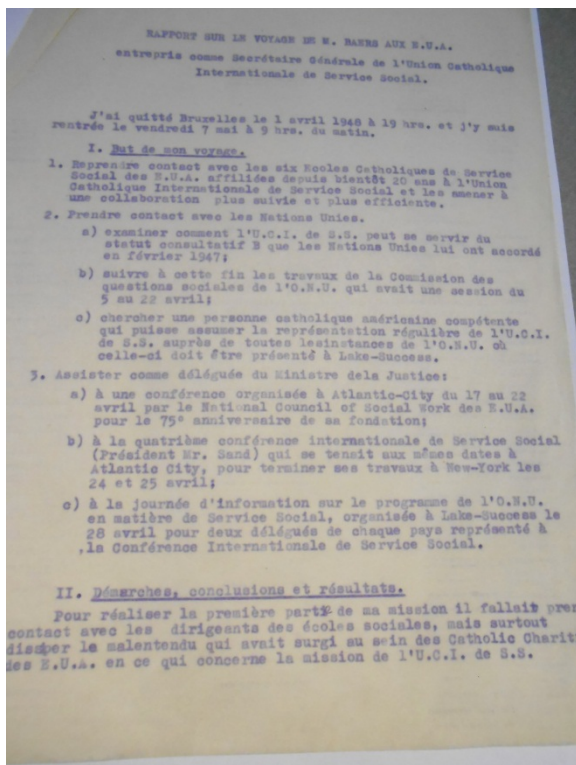 RAPPORT SUR LE VOYAGE DE M. BAERS AUX E.U.A.
entrepris comme Secrétaire Générale de l'Union Catholique
Internationale de Service Social.
J'ai quitté Bruxelles le 1 avril 1948 à 19 hrs. et j'y suis
rentrée le vendredi 7 mai à 9 hrs. du matin.
I. But de mon voyage.
1. Reprendre contact avec les six Ecoles Catholiques de Service
Social des E.U.A. affiliées depuis bientôt 20 ans à l'Union
Catholique Internationale de Service Social et les amener à
une collaboration plus suivie et plus efficiente.
2. Prendre contact avec les Nations Unies.
a) examiner comment l'U.C.I. de S.S. peut se servir du
statut consultatif B que les Nations Unies lui ont accordé
en février 1947;
b) suivre à cette fin les travaux de la Commission des
questions sociales de l'O.N.U. qui avait une session du
5 au 22 avril;
c) chercher une personne catholique américaine compétente
qui puisse assumer la représentation régulière de l'U.C.I.
de S.S. auprès de toutes lesinstances de l'O.N.U. où
celle-ci doit être présenté à Lake-Success.
3. Assister comme déléguée du Ministre dela Justice:
a) à une conférence organisée à Atlantic-City du 17 au 22
avril par le National Council of Social Work des E.U.A.
pour le 75e anniversaire de sa fondation;
b) à la quatrième conférence internationale de Service Social
(Président Mr. Sand) qui se tensit aux mêmes dates à
Atlantic City, pour terminer ses travaux à New-York les
24 et 25 avril;
c) à la journée d'information sur le programme de l'O.N.U.
en matière de Service Social, organisée à Lake-Success le
28 avril pour deux délégués de chaque pays représenté à
la Conférence Internationale de Service Social.
II. Démarches, conclusions et résultats.
Pour réaliser la première partie de ma mission il fallait pren
contact avec les dirigeants des écoles sociales, mais surtout
dissiper le malentendu qui avait surgi au sein des Catholic Charit
des E.U.A. en ce qui concerne la mission de l'U.C.I. de S.S.